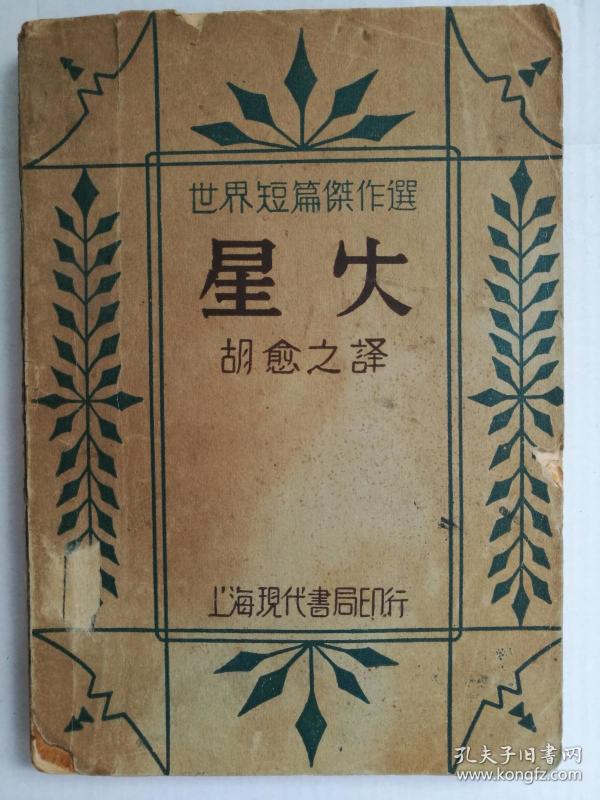 世界短篇傑作選
星火
胡愈之譯
上海現代書局印行
孔夫子旧书网
www.kongfz.com